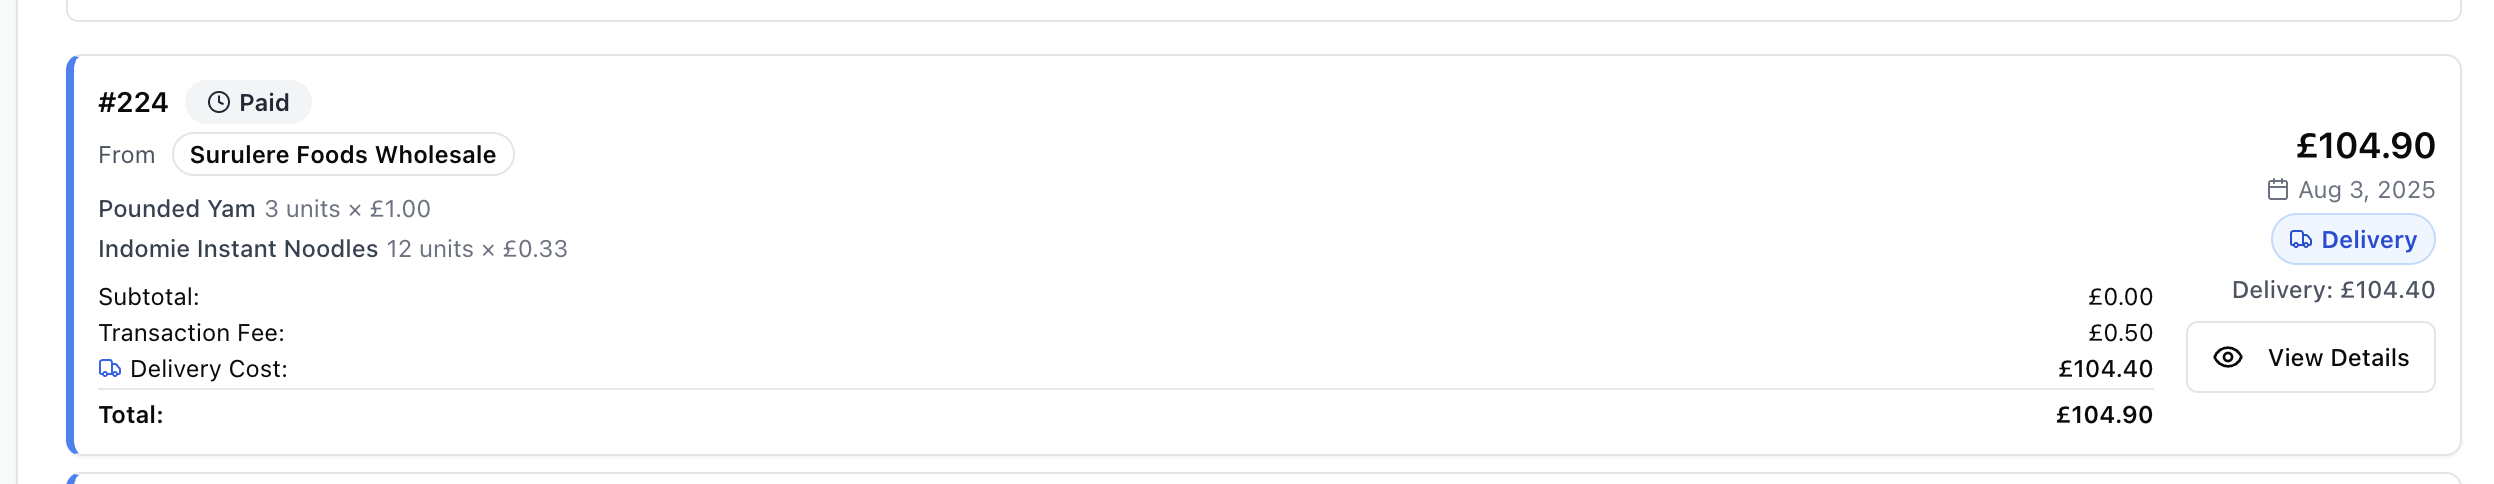 #224 Paid
From Surulere Foods Wholesale
Pounded Yam 3 units × £1.00
Indomie Instant Noodles 12 units × £0.33
Subtotal: £0.00
Transaction Fee: £0.50
Delivery Cost: £104.40
Total: £104.90
£104.90
Aug 3, 2025
Delivery
Delivery: £104.40
View Details